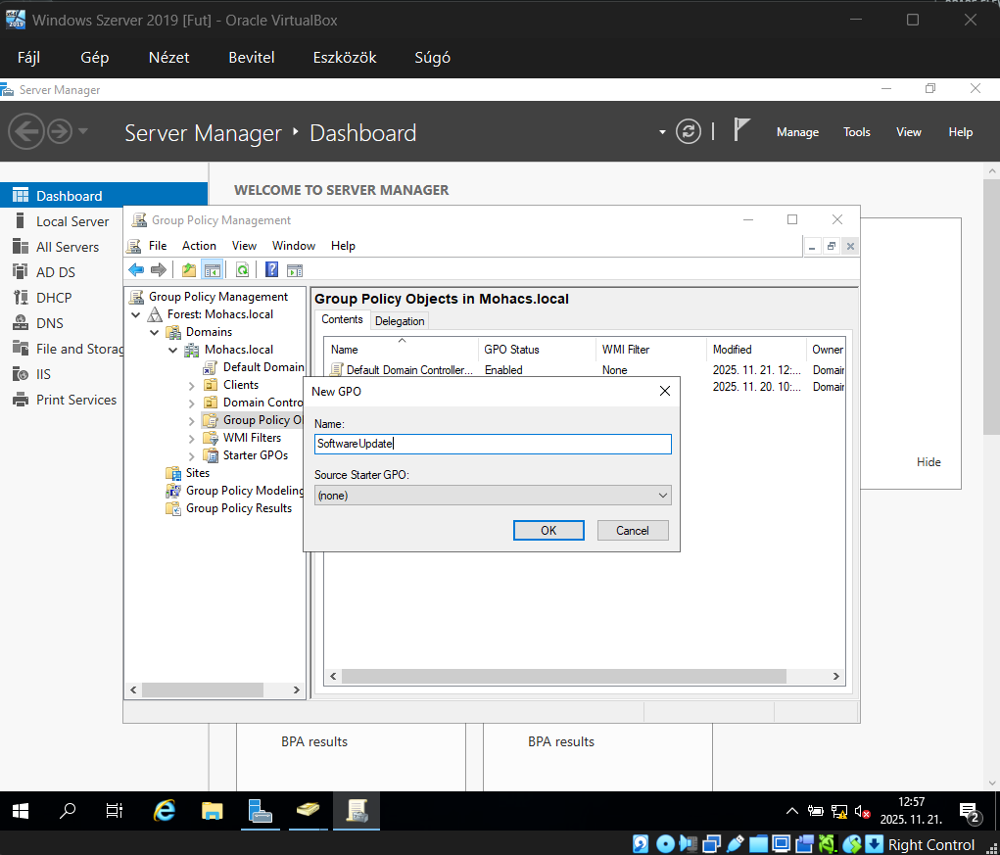 Windows Szerver 2019 [Fut] - Oracle VirtualBox
Fájl Gép Nézet Bevitel Eszközök Súgó
Server Manager
Server Manager Dashboard
Manage Tools View Help
WELCOME TO SERVER MANAGER
Dashboard
Local Server
All Servers
AD DS
DHCP
DNS
File and Storag
IIS
Print Services
Group Policy Management
File Action View Window Help
Group Policy Management
Forest: Mohacs.local
Domains
Mohacs.local
Default Domain
Clients
Domain Contro
Group Policy Ob
WMI Filters
Starter GPOs
Sites
Group Policy Modeling
Group Policy Results
Group Policy Objects in Mohacs.local
Contents Delegation
Name GPO Status WMI Filter Modified Owner
Default Domain Controller... Enabled None 2025. 11. 21. 12:... Domain
2025. 11. 20. 10:... Domain
New GPO
Name:
SoftwareUpdate
Source Starter GPO:
(none)
OK Cancel
Hide
BPA results BPA results
12:57
2025. 11. 21.
2
Right Control